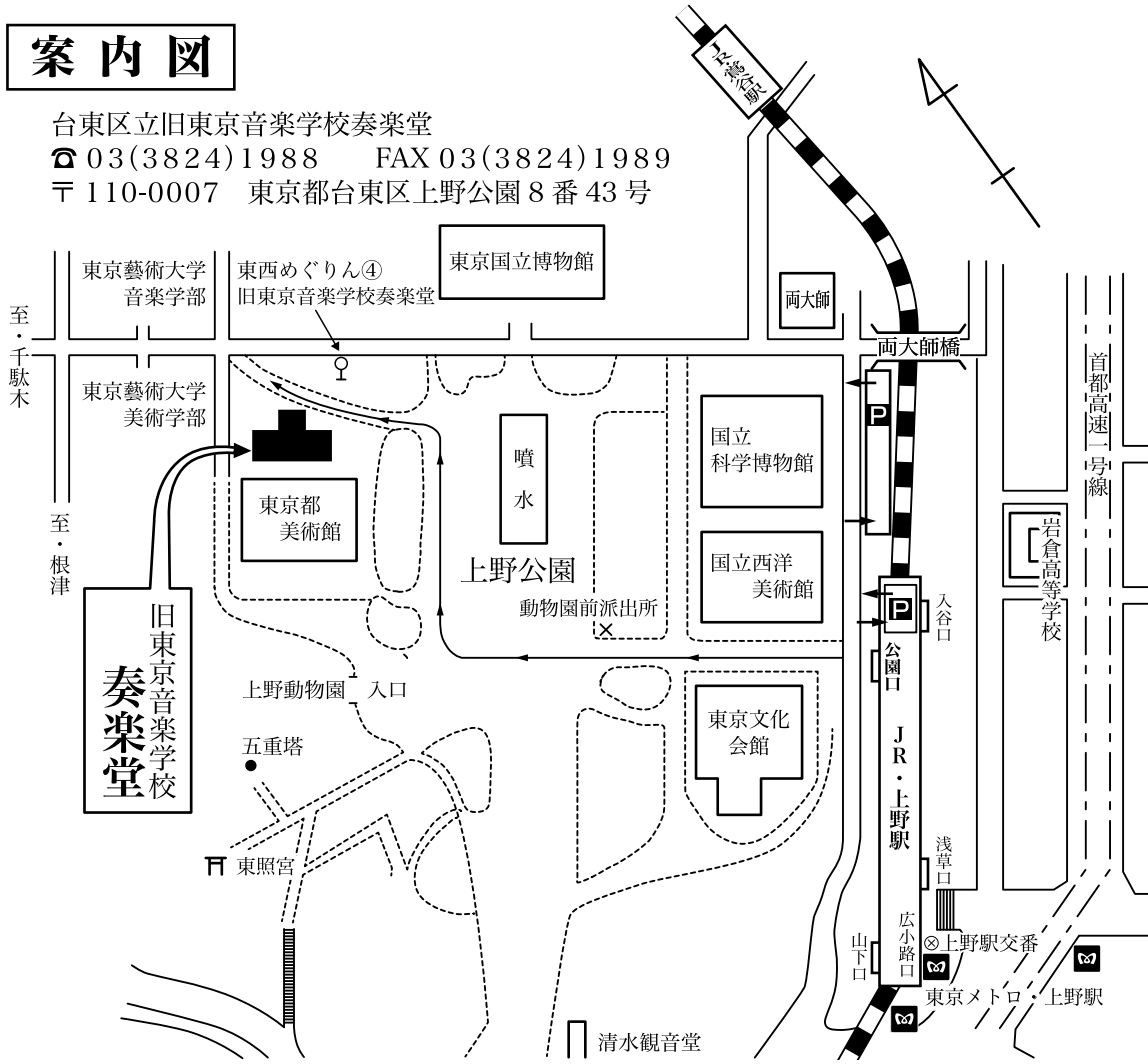 案内図
台東区立旧東京音楽学校奏楽堂
☎ 03(3824)1988 FAX 03(3824)1989
〒110-0007 東京都台東区上野公園8番43号
JR・鶯谷駅
東京藝術大学
音楽学部
東西めぐりん④
旧東京音楽学校奏楽堂
東京国立博物館
両大師
両大師橋
至・千駄木
東京藝術大学
美術学部
首都高速一号線
P
国立
科学博物館
噴水
東京都
美術館
至・根津
上野公園
国立西洋
美術館
岩倉高等学校
動物園前派出所
P
入谷口
公園口
旧東京音楽学校
奏楽堂
上野動物園 入口
東京文化
会館
五重塔
JR・上野駅
東照宮
浅草口
広小路口
山下口
上野駅交番
東京メトロ・上野駅
清水観音堂